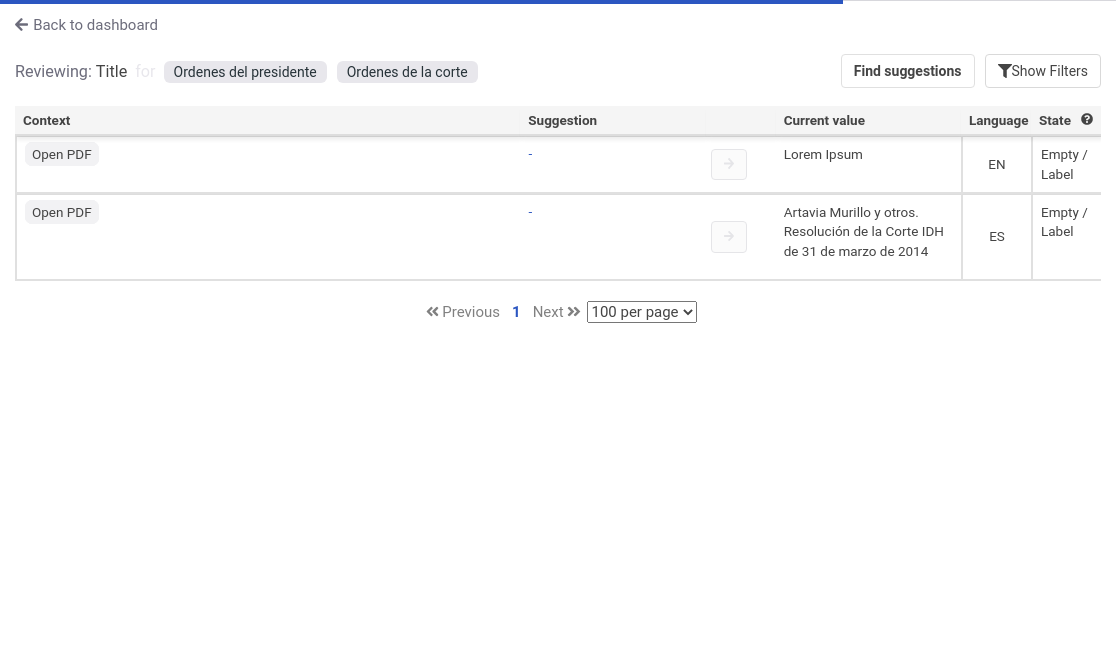 Back to dashboard
Reviewing: Title for Ordenes del presidente Ordenes de la corte Find suggestions Show Filters
Context Suggestion Current value Language State
Open PDF - Lorem Ipsum EN Empty /
Label
Open PDF - Artavia Murillo y otros. ES Empty /
Resolución de la Corte IDH Label
de 31 de marzo de 2014
Previous 1 Next 100 per page